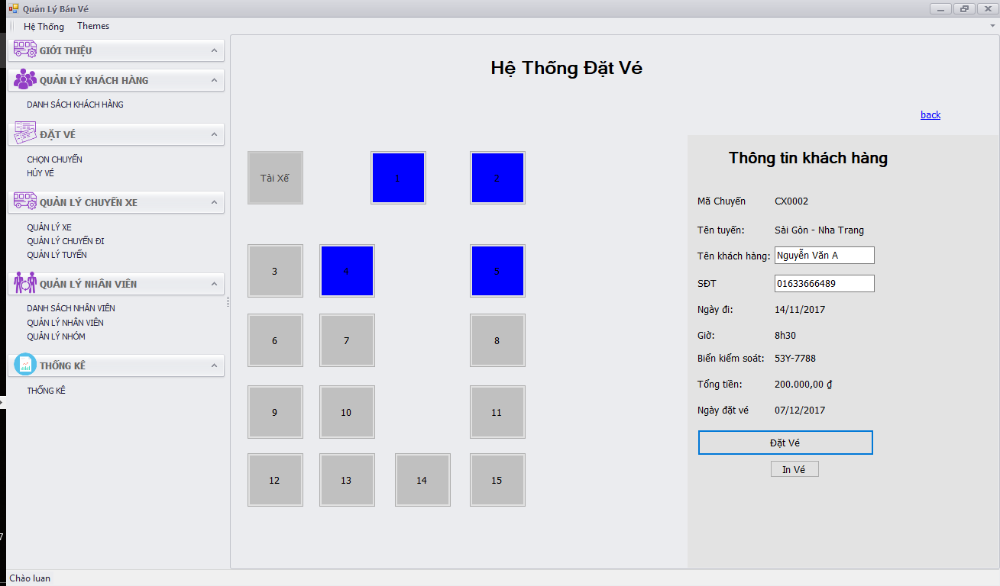 Quản Lý Bán Vé
Hệ Thống Themes
GIỚI THIỆU
QUẢN LÝ KHÁCH HÀNG
DANH SÁCH KHÁCH HÀNG
ĐẶT VÉ
CHỌN CHUYẾN
HỦY VÉ
QUẢN LÝ CHUYẾN XE
QUẢN LÝ XE
QUẢN LÝ CHUYẾN ĐI
QUẢN LÝ TUYẾN
QUẢN LÝ NHÂN VIÊN
DANH SÁCH NHÂN VIÊN
QUẢN LÝ NHÂN VIÊN
QUẢN LÝ NHÓM
THỐNG KÊ
THỐNG KÊ
Hệ Thống Đặt Vé
back
Tài Xế 1 2
3 4 5
6 7 8
9 10 11
12 13 14 15
Thông tin khách hàng
Mã Chuyến CX0002
Tên tuyến: Sài Gòn - Nha Trang
Tên khách hàng: Nguyễn Văn A
SĐT 01633666489
Ngày đi: 14/11/2017
Giờ: 8h30
Biển kiểm soát: 53Y-7788
Tổng tiền: 200.000,00 ₫
Ngày đặt vé 07/12/2017
Đặt Vé
In Vé
7
Chào luan